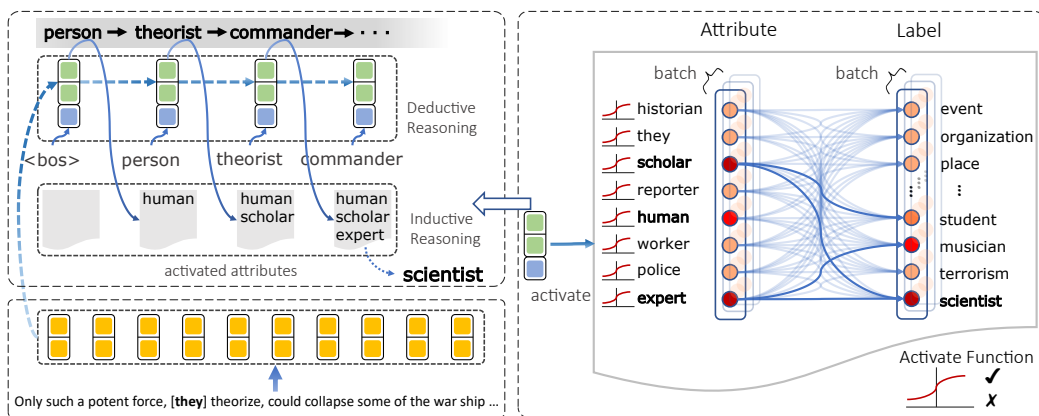 person → theorist → commander → · · ·
Deductive
Reasoning
<bos> person theorist commander
human
human
scholar
human
scholar
expert
Inductive
Reasoning
activated attributes
scientist
Only such a potent force, [they] theorize, could collapse some of the war ship ...
activate
Attribute
Label
batch
batch
historian
they
scholar
reporter
human
worker
police
expert
event
organization
place
...
student
musician
terrorism
scientist
Activate Function
✓
✗